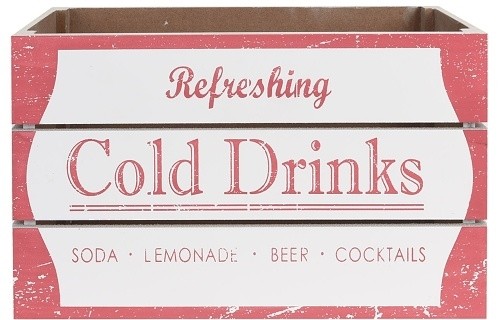 Refreshing
Cold Drinks
SODA · LEMONADE · BEER · COCKTAILS